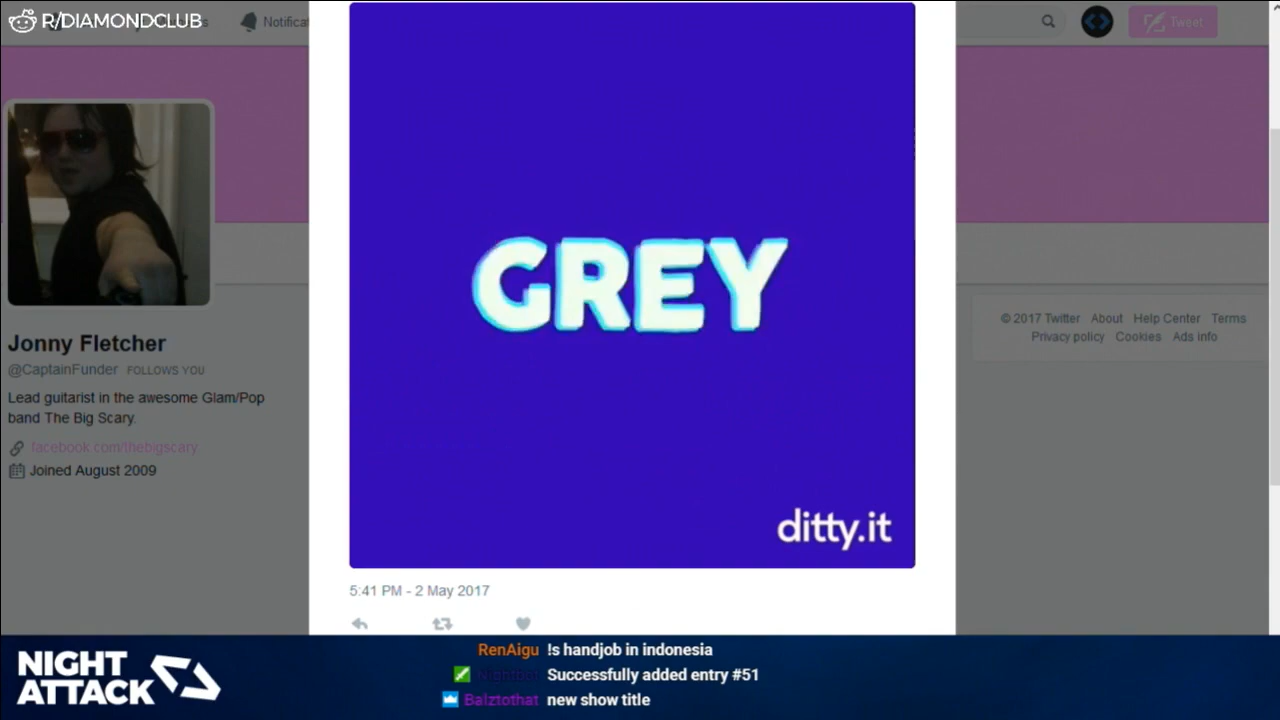 R/DIAMONDCLUB
Notifica
Tweet
GREY
ditty.it
Jonny Fletcher
@CaptainFunder FOLLOWS YOU
Lead guitarist in the awesome Glam/Pop
band The Big Scary.
facebook.com/thebigscary
Joined August 2009
© 2017 Twitter About Help Center Terms
Privacy policy Cookies Ads info
5:41 PM - 2 May 2017
NIGHT
ATTACK
RenAigu !s handjob in indonesia
Nightbot Successfully added entry #51
Balztothat new show title